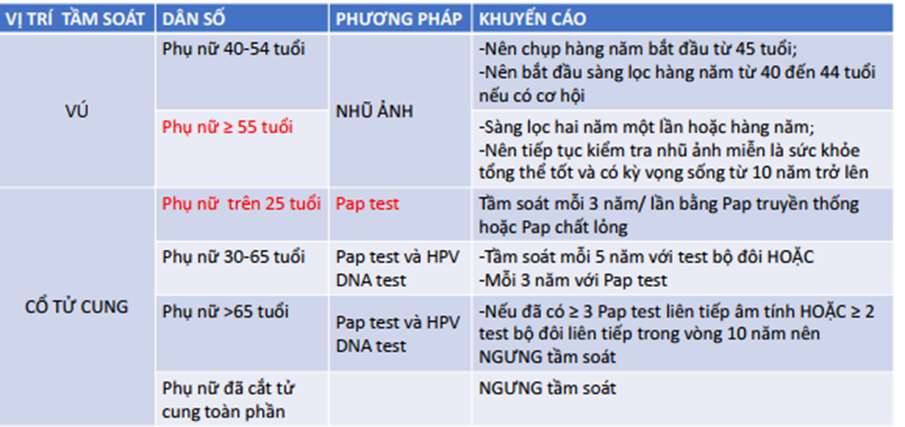 VỊ TRÍ TẦM SOÁT DÂN SỐ PHƯƠNG PHÁP KHUYẾN CÁO
VÚ
Phụ nữ 40-54 tuổi
NHŨ ẢNH
-Nên chụp hàng năm bắt đầu từ 45 tuổi;
-Nên bắt đầu sàng lọc hàng năm từ 40 đến 44 tuổi
nếu có cơ hội
Phụ nữ ≥ 55 tuổi
-Sàng lọc hai năm một lần hoặc hàng năm;
-Nên tiếp tục kiểm tra nhũ ảnh miễn là sức khỏe
tổng thể tốt và có kỳ vọng sống từ 10 năm trở lên
CỔ TỬ CUNG
Phụ nữ trên 25 tuổi
Pap test
Tầm soát mỗi 3 năm/ lần bằng Pap truyền thống
hoặc Pap chất lỏng
Phụ nữ 30-65 tuổi
Pap test và HPV
DNA test
-Tầm soát mỗi 5 năm với test bộ đôi HOẶC
-Mỗi 3 năm với Pap test
Phụ nữ >65 tuổi
Pap test và HPV
DNA test
-Nếu đã có ≥ 3 Pap test liên tiếp âm tính HOẶC ≥ 2
test bộ đôi liên tiếp trong vòng 10 năm nên
NGƯNG tầm soát
Phụ nữ đã cắt tử
cung toàn phần
NGƯNG tầm soát